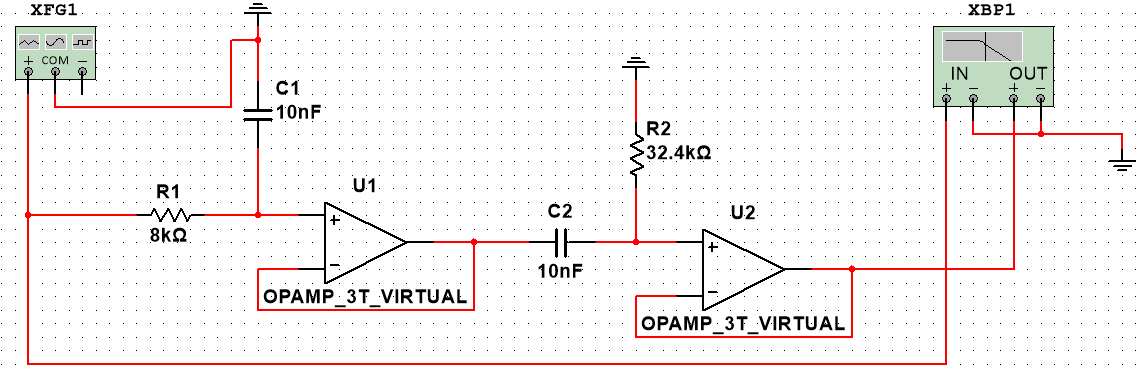 XFG1
COM
C1
10nF
R1
8kΩ
U1
OPAMP_3T_VIRTUAL
C2
10nF
R2
32.4kΩ
U2
OPAMP_3T_VIRTUAL
XBP1
IN OUT